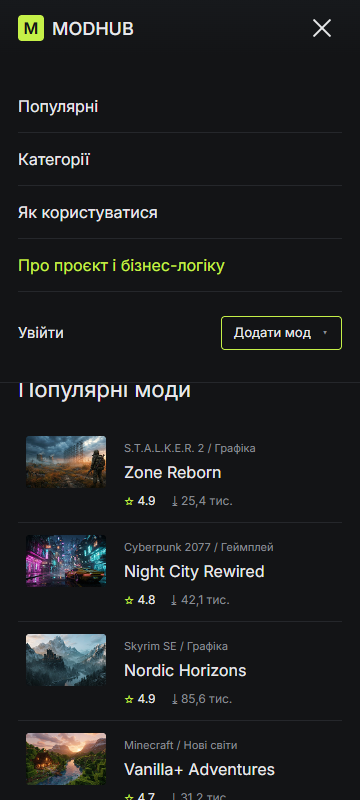 M MODHUB
Популярні
Категорії
Як користуватися
Про проєкт і бізнес-логіку
Увійти
Додати мод
Популярні моди
S.T.A.L.K.E.R. 2 / Графіка
Zone Reborn
☆ 4.9 ↓ 25,4 тис.
Cyberpunk 2077 / Геймплей
Night City Rewired
☆ 4.8 ↓ 42,1 тис.
Skyrim SE / Графіка
Nordic Horizons
☆ 4.9 ↓ 85,6 тис.
Minecraft / Нові світи
Vanilla+ Adventures
☆ 4.7 ↓ 31,2 тис.